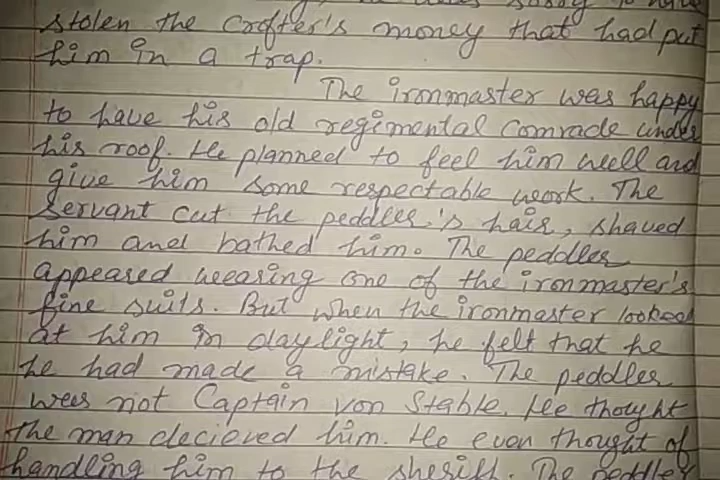 sorry to have
stolen the crofter's money that had put
him in a trap.
The ironmaster was happy
to have his old regimental comrade under
his roof. He planned to feel him well and
give him some respectable work. The
servant cut the peddler's hair, shaved
him and bathed him. The peddler
appeared wearing one of the ironmaster's
fine suits. But when the ironmaster looked
at him in daylight, he felt that he
he had made a mistake. The peddler
wees not Captain von Stahle. He thought
the man decieved him. He even thought of
handling him to the sheriff. The peddler